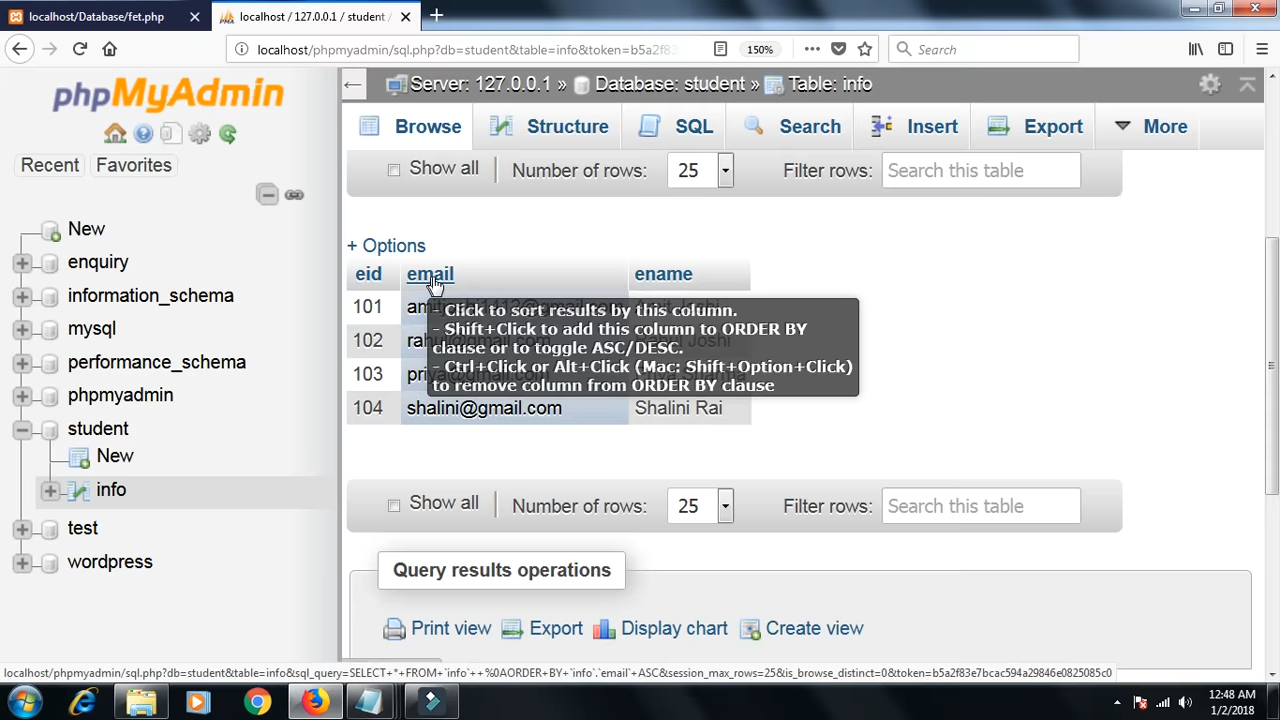 localhost/Database/fet.php
localhost / 127.0.0.1 / student
localhost/phpmyadmin/sql.php?db=student&table=info&token=b5a2f83
150%
Search
phpMyAdmin
Recent
Favorites
New
enquiry
information_schema
mysql
performance_schema
phpmyadmin
student
New
info
test
wordpress
Server: 127.0.0.1 » Database: student » Table: info
Browse
Structure
SQL
Search
Insert
Export
More
Show all
Number of rows: 25
Filter rows: Search this table
+ Options
eid email ename
101
102
103
104 shalini@gmail.com Shalini Rai
- Click to sort results by this column.
- Shift+Click to add this column to ORDER BY
clause or to toggle ASC/DESC.
- Ctrl+Click or Alt+Click (Mac: Shift+Option+Click)
to remove column from ORDER BY clause
Show all
Number of rows: 25
Filter rows: Search this table
Query results operations
Print view
Export
Display chart
Create view
localhost/phpmyadmin/sql.php?db=student&table=info&sql_query=SELECT+*+FROM+`info`++%0AORDER+BY+`info`.`email`+ASC&session_max_rows=25&is_browse_distinct=0&token=b5a2f83e7bcac594a29846e0825085c0
12:48 AM
1/2/2018